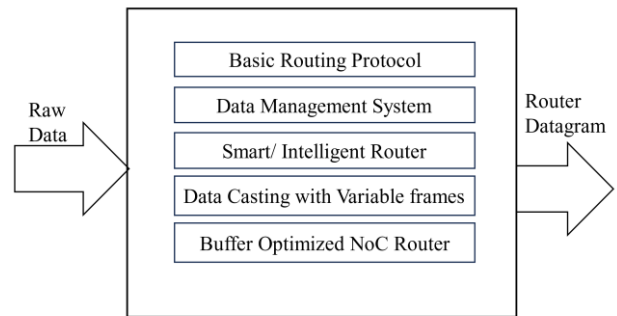 Raw
Data
Basic Routing Protocol
Data Management System
Smart/ Intelligent Router
Data Casting with Variable frames
Buffer Optimized NoC Router
Router
Datagram